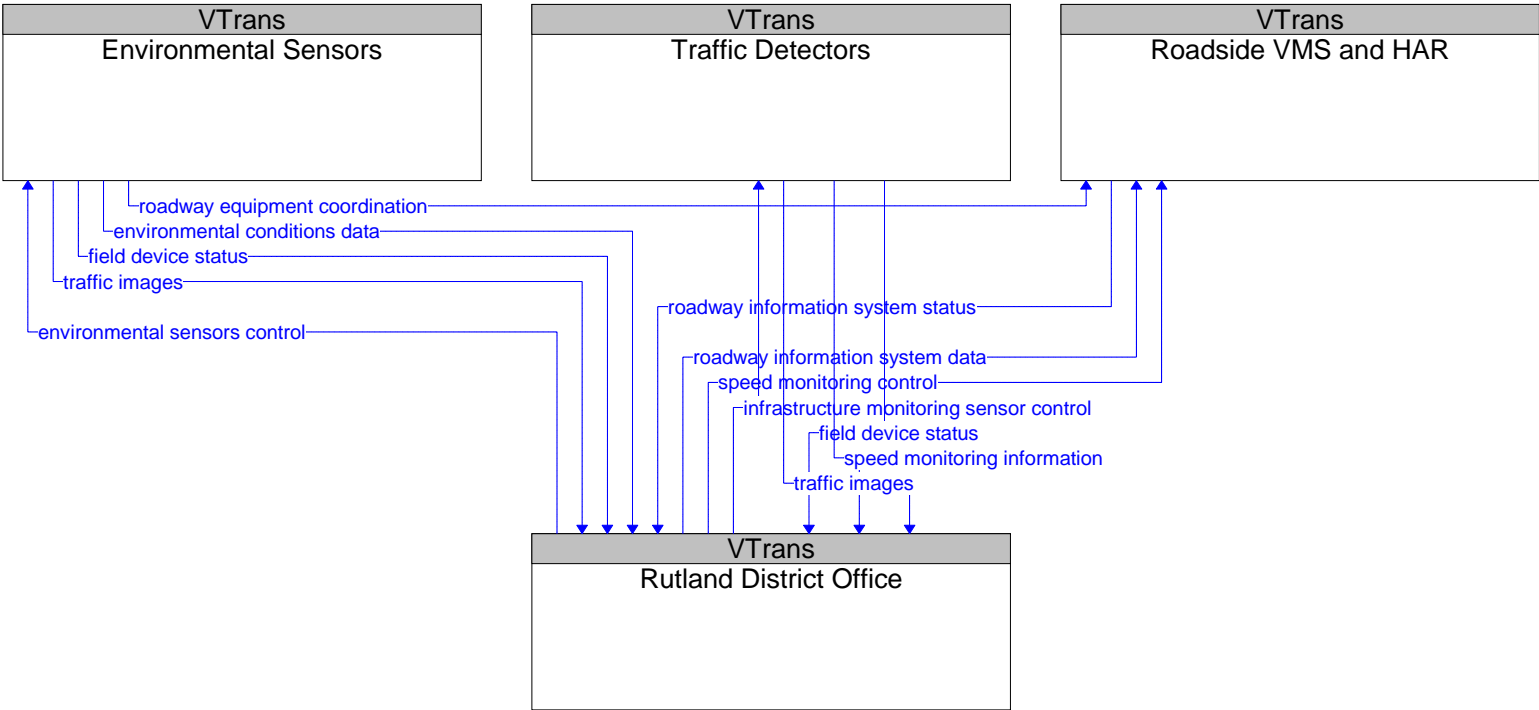 VTrans
Environmental Sensors
VTrans
Traffic Detectors
VTrans
Roadside VMS and HAR
roadway equipment coordination
environmental conditions data
field device status
traffic images
roadway information system status
environmental sensors control
roadway information system data
speed monitoring control
infrastructure monitoring sensor control
field device status
speed monitoring information
traffic images
VTrans
Rutland District Office